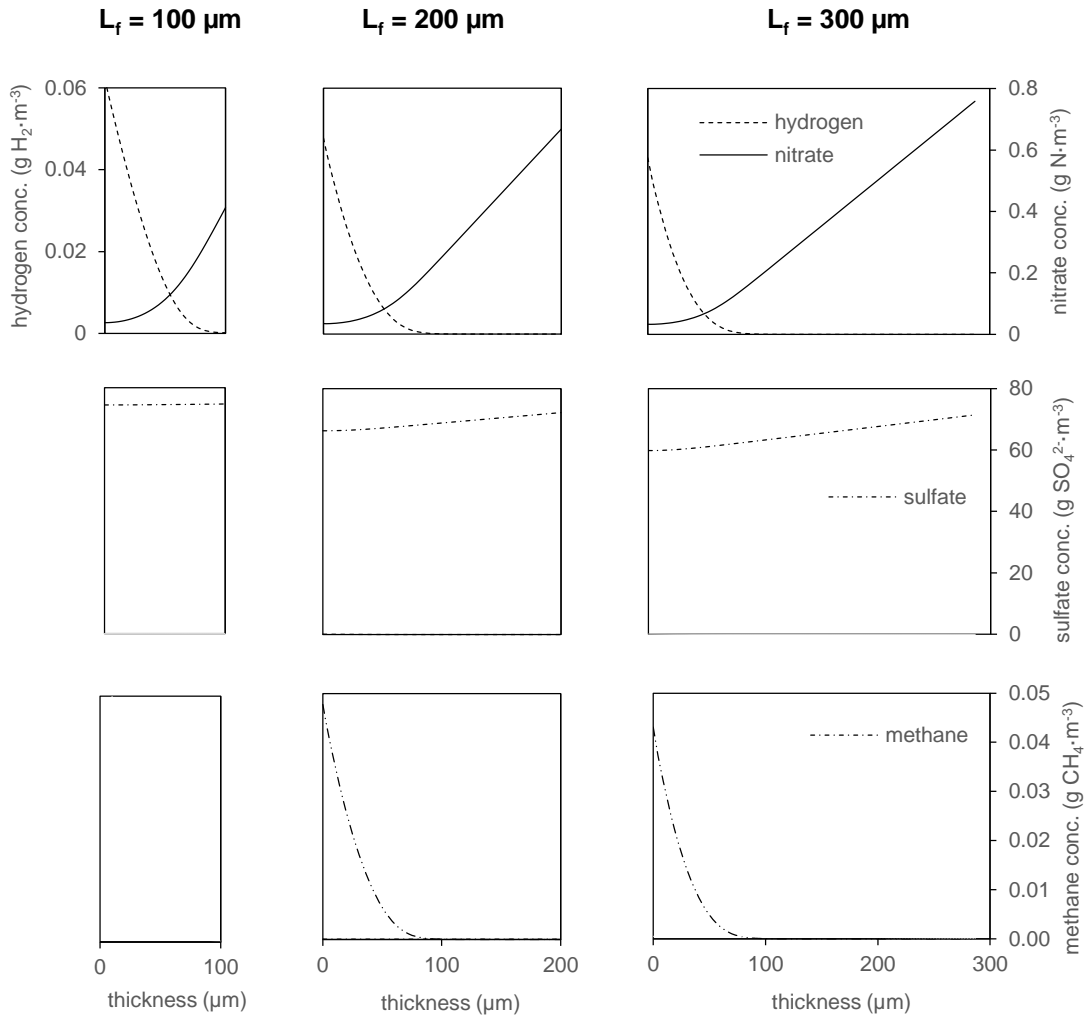 L_f = 100 µm
L_f = 200 µm
L_f = 300 µm
hydrogen conc. (g H₂·m⁻³)
0.06
0.04
0.02
0
hydrogen
nitrate
0.8
0.6
0.4
0.2
0
nitrate conc. (g N·m⁻³)
sulfate
80
60
40
20
0
sulfate conc. (g SO₄²⁻·m⁻³)
methane
0.05
0.04
0.03
0.02
0.01
0.00
methane conc. (g CH₄·m⁻³)
0 100
0 100 200
0 100 200 300
thickness (µm)
thickness (µm)
thickness (µm)